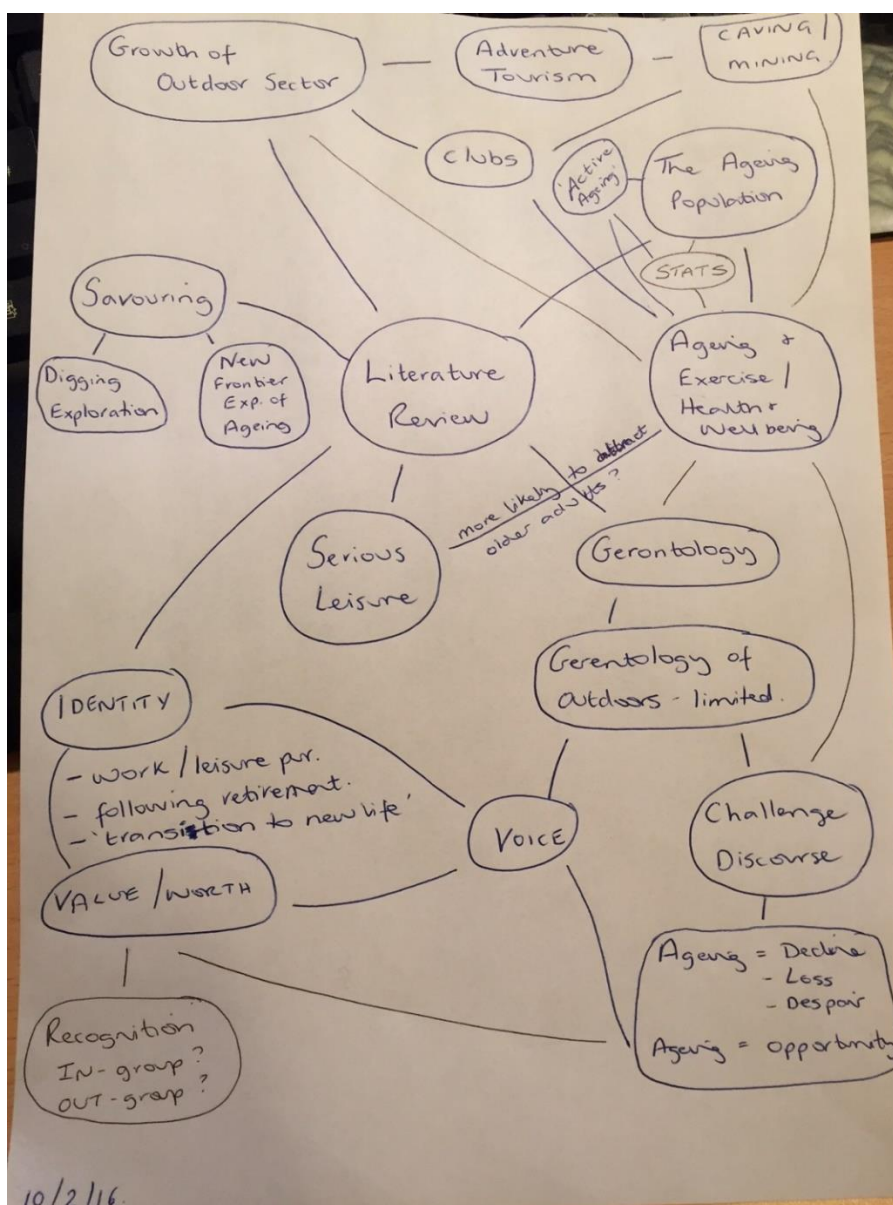 Growth of
Outdoor Sector
Adventure
Tourism
CAVING /
MINING
Clubs
'Active
Ageing'
The Ageing
Population
STATS
Savouring
Digging
Exploration
New
Frontier
Exp. of
Ageing
Literature
Review
Ageing +
Exercise /
Health +
Wellbeing
more likely to attract
older adults?
Serious
Leisure
Gerontology
Gerentology of
Outdoors - limited.
IDENTITY
- work / leisure pur.
- following retirement.
- 'transition to new life'
VOICE
Challenge
Discourse
VALUE / WORTH
Ageing = Decline
- Loss
- Despair
Ageing = opportunity
Recognition
IN-group?
OUT-group?
10/2/16.